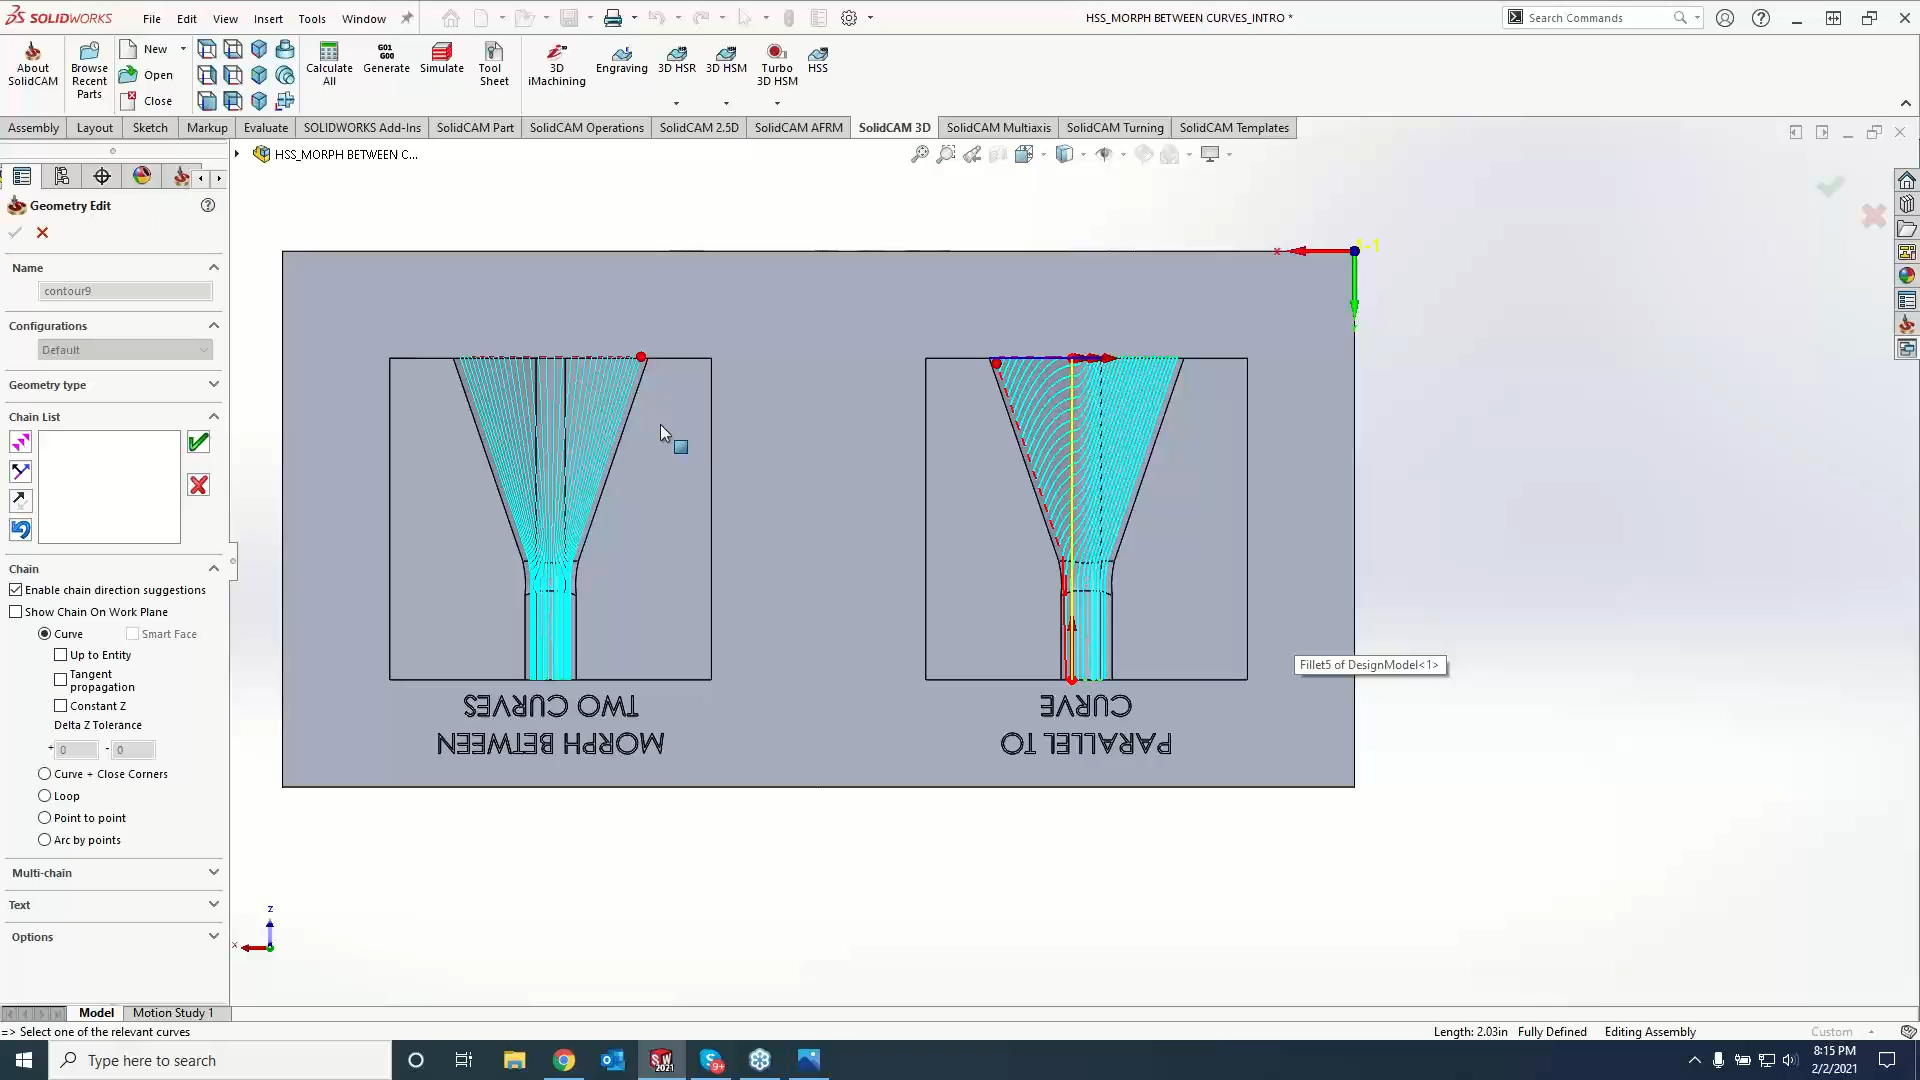 SOLIDWORKS
File Edit View Insert Tools Window
HSS_MORPH BETWEEN CURVES_INTRO *
Search Commands
About SolidCAM
Browse Recent Parts
New
Open
Close
Calculate All
G01 G00
Generate
Simulate
Tool Sheet
3D iMachining
Engraving
3D HSR
3D HSM
Turbo 3D HSM
HSS
Assembly Layout Sketch Markup Evaluate SOLIDWORKS Add-Ins SolidCAM Part SolidCAM Operations SolidCAM 2.5D SolidCAM AFRM SolidCAM 3D SolidCAM Multiaxis SolidCAM Turning SolidCAM Templates
HSS_MORPH BETWEEN C...
Geometry Edit
Name
contour9
Configurations
Default
Geometry type
Chain List
Chain
Enable chain direction suggestions
Show Chain On Work Plane
Curve Smart Face
Up to Entity
Tangent propagation
Constant Z
Delta Z Tolerance
+ 0 - 0
Curve + Close Corners
Loop
Point to point
Arc by points
Multi-chain
Text
Options
MORPH BETWEEN
TWO CURVES
PARALLEL TO
CURVE
Fillet5 of DesignModel<1>
z
x
Model Motion Study 1
=> Select one of the relevant curves
Length: 2.03in Fully Defined Editing Assembly Custom
Type here to search
SW 2021
9+
8:15 PM
2/2/2021